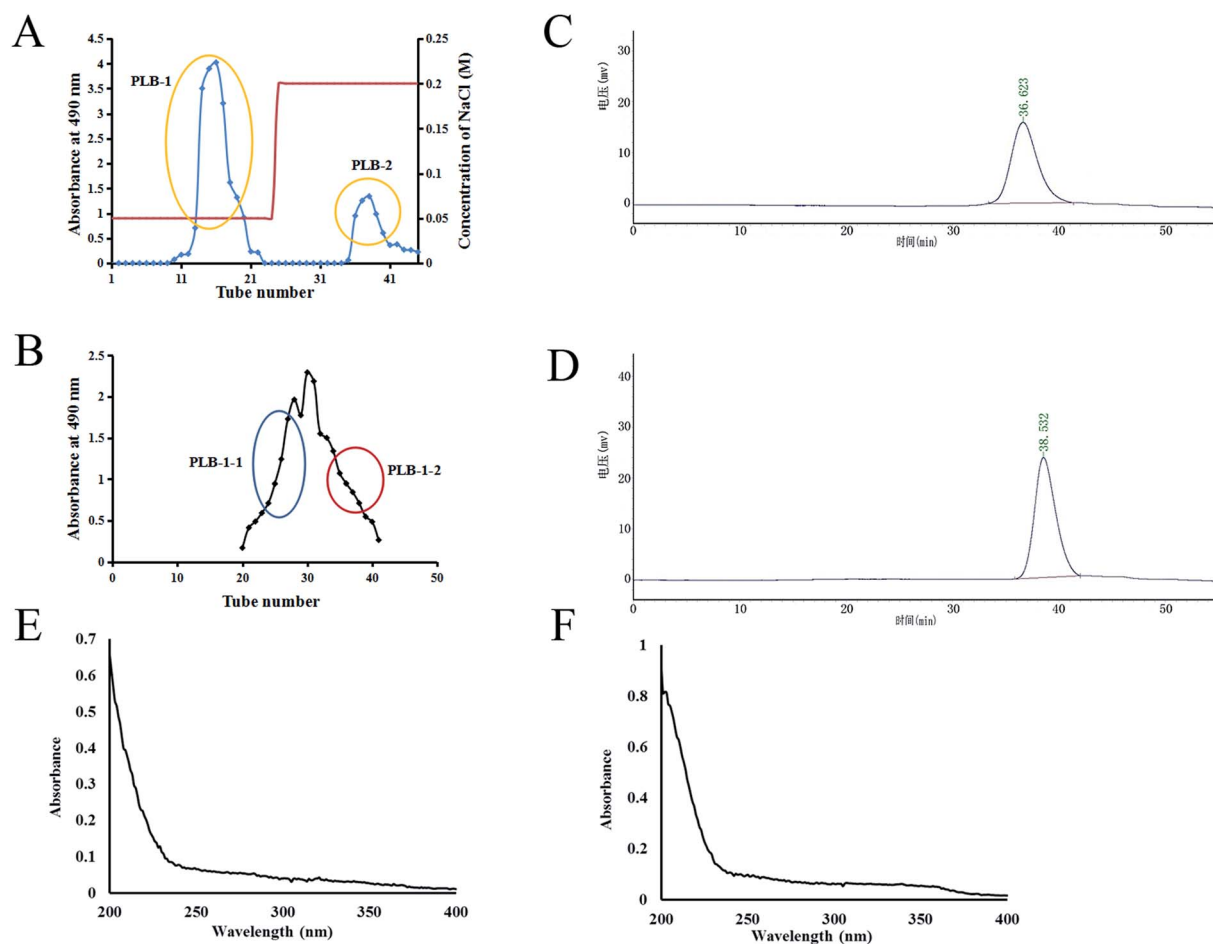 A
Absorbance at 490 nm
4.5
4
3.5
3
2.5
2
1.5
1
0.5
0
PLB-1
PLB-2
0.25
0.2
0.15
0.1
0.05
0
Concentration of NaCl (M)
1 11 21 31 41
Tube number
C
电压(mv)
30
20
10
0
36.623
0 10 20 30 40 50
时间(min)
B
Absorbance at 490 nm
2.5
2
1.5
1
0.5
0
PLB-1-1
PLB-1-2
0 10 20 30 40 50
Tube number
D
电压(mv)
40
30
20
10
0
38.532
0 10 20 30 40 50
时间(min)
E
Absorbance
0.7
0.6
0.5
0.4
0.3
0.2
0.1
0
200 250 300 350 400
Wavelength (nm)
F
Absorbance
1
0.8
0.6
0.4
0.2
0
200 250 300 350 400
Wavelength (nm)